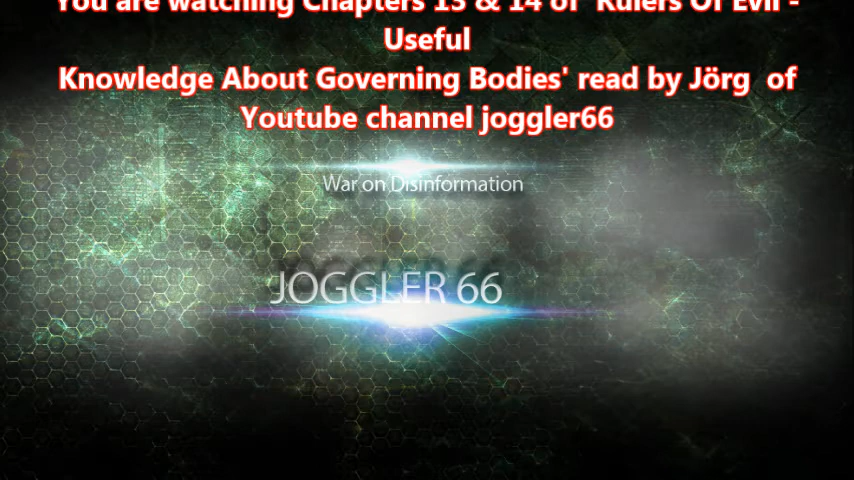 You are watching Chapters 13 & 14 of 'Rulers Of Evil -
Useful
Knowledge About Governing Bodies' read by Jörg  of
Youtube channel joggler66
War on Disinformation
JOGGLER 66